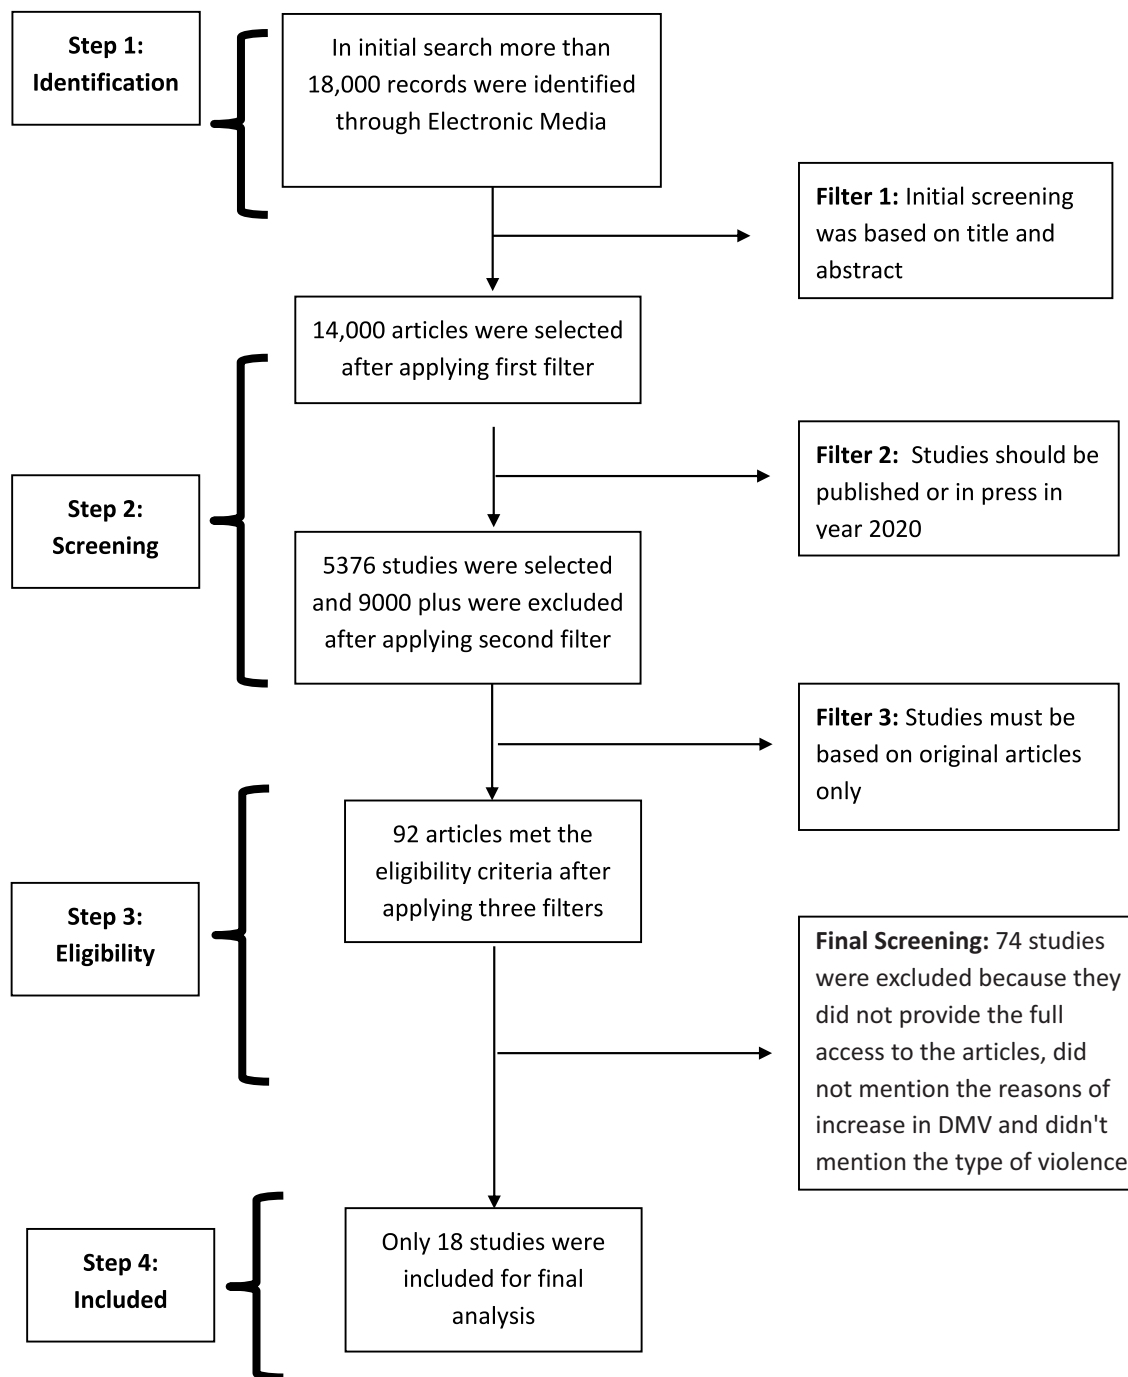 Step 1:
Identification
In initial search more than
18,000 records were identified
through Electronic Media
Filter 1: Initial screening
was based on title and
abstract
14,000 articles were selected
after applying first filter
Step 2:
Screening
Filter 2:  Studies should be
published or in press in
year 2020
5376 studies were selected
and 9000 plus were excluded
after applying second filter
Filter 3: Studies must be
based on original articles
only
Step 3:
Eligibility
92 articles met the
eligibility criteria after
applying three filters
Final Screening: 74 studies
were excluded because they
did not provide the full
access to the articles, did
not mention the reasons of
increase in DMV and didn't
mention the type of violence
Step 4:
Included
Only 18 studies were
included for final
analysis